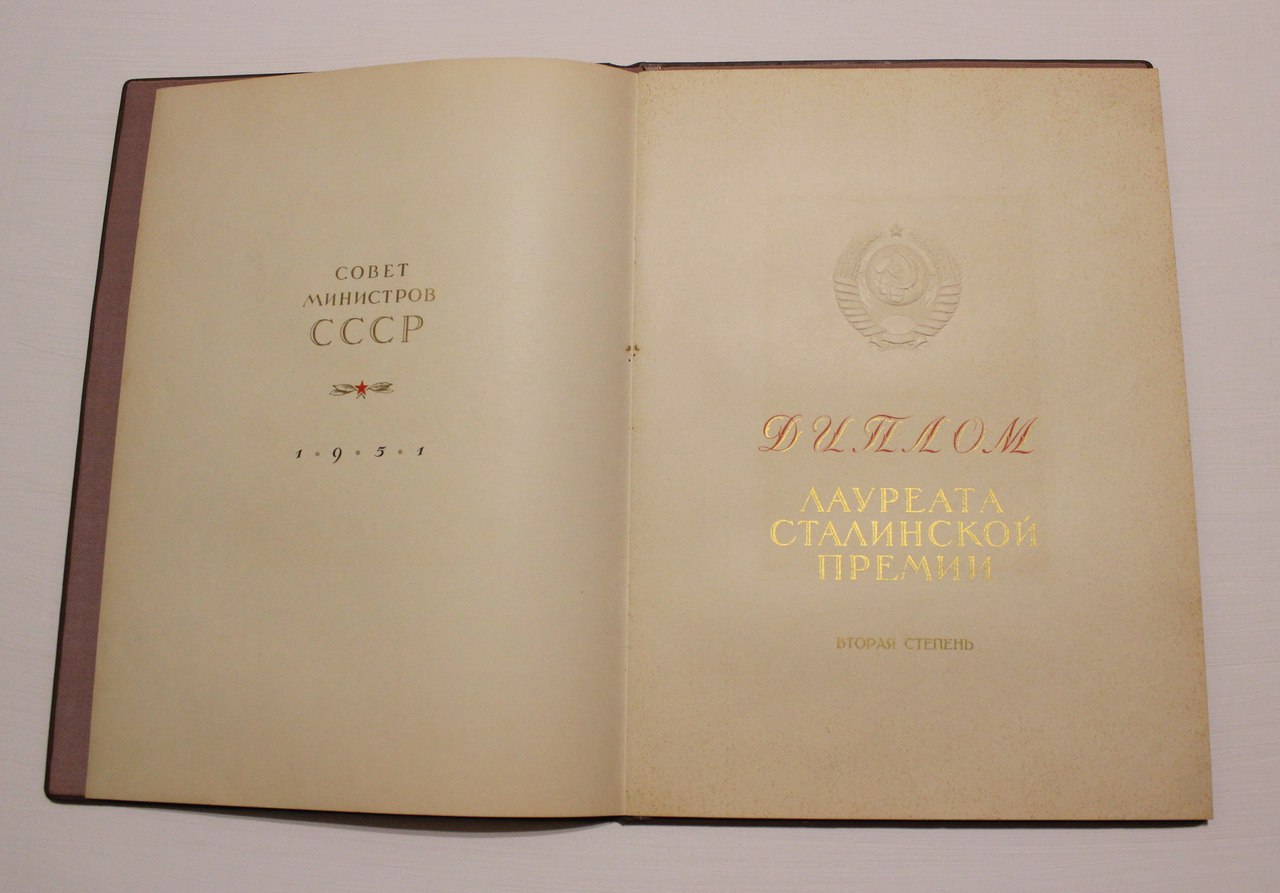 СОВЕТ
МИНИСТРОВ
СССР
1•9•5•1
ДИПЛОМ
ЛАУРЕАТА
СТАЛИНСКОЙ
ПРЕМИИ
ВТОРАЯ СТЕПЕНЬ